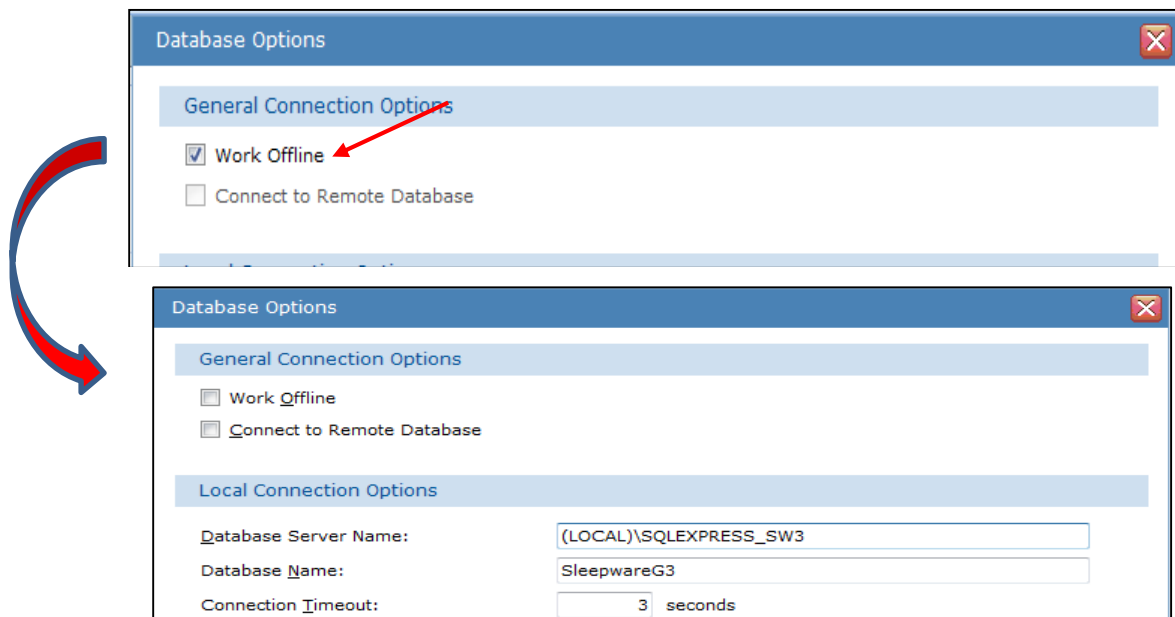 Database Options
General Connection Options
Work Offline
Connect to Remote Database
Database Options
General Connection Options
Work Offline
Connect to Remote Database
Local Connection Options
Database Server Name: (LOCAL)\SQLEXPRESS_SW3
Database Name: SleepwareG3
Connection Timeout: 3 seconds